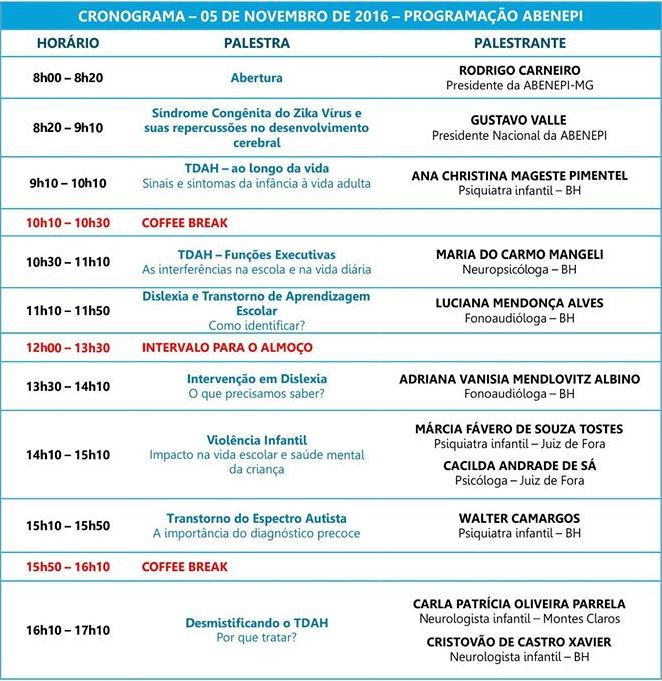 CRONOGRAMA – 05 DE NOVEMBRO DE 2016 – PROGRAMAÇÃO ABENEPI
HORÁRIO PALESTRA PALESTRANTE
8h00 – 8h20
Abertura
RODRIGO CARNEIRO
Presidente da ABENEPI-MG
8h20 – 9h10
Síndrome Congênita do Zika Vírus e
suas repercussões no desenvolvimento
cerebral
GUSTAVO VALLE
Presidente Nacional da ABENEPI
9h10 – 10h10
TDAH – ao longo da vida
Sinais e sintomas da infância à vida adulta
ANA CHRISTINA MAGESTE PIMENTEL
Psiquiatra infantil – BH
10h10 – 10h30
COFFEE BREAK
10h30 – 11h10
TDAH – Funções Executivas
As interferências na escola e na vida diária
MARIA DO CARMO MANGELI
Neuropsicóloga – BH
11h10 – 11h50
Dislexia e Transtorno de Aprendizagem
Escolar
Como identificar?
LUCIANA MENDONÇA ALVES
Fonoaudióloga – BH
12h00 – 13h30
INTERVALO PARA O ALMOÇO
13h30 – 14h10
Intervenção em Dislexia
O que precisamos saber?
ADRIANA VANISIA MENDLOVITZ ALBINO
Fonoaudióloga – BH
14h10 – 15h10
Violência Infantil
Impacto na vida escolar e saúde mental
da criança
MÁRCIA FÁVERO DE SOUZA TOSTES
Psiquiatra infantil – Juiz de Fora
CACILDA ANDRADE DE SÁ
Psicóloga – Juiz de Fora
15h10 – 15h50
Transtorno do Espectro Autista
A importância do diagnóstico precoce
WALTER CAMARGOS
Psiquiatra infantil – BH
15h50 – 16h10
COFFEE BREAK
16h10 – 17h10
Desmistificando o TDAH
Por que tratar?
CARLA PATRÍCIA OLIVEIRA PARRELA
Neurologista infantil – Montes Claros
CRISTOVÃO DE CASTRO XAVIER
Neurologista infantil – BH